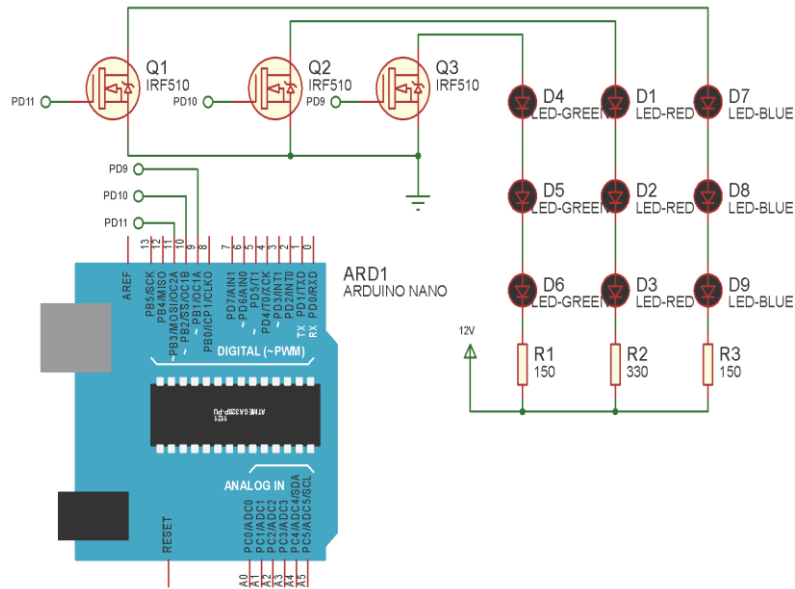 Q1
IRF510
PD11
Q2
IRF510
PD10
Q3
IRF510
PD9
D4
LED-GREEN
D1
LED-RED
D7
LED-BLUE
D5
LED-GREEN
D2
LED-RED
D8
LED-BLUE
D6
LED-GREEN
D3
LED-RED
D9
LED-BLUE
12V
R1
150
R2
330
R3
150
PD9
PD10
PD11
13
12
11
10
9
8
7
6
5
4
3
2
1
0
AREF
PB5/SCK
PB4/MISO
~ PB3/MOSI/OC2A
~ PB2/SS/OC1B
~ PB1/OC1A
PB0/ICP1/CLKO
PD7/AIN1
~ PD6/AIN0
~ PD5/T1
PD4/T0/XCK
~ PD3/INT1
PD2/INT0
TX PD1/TXD
RX PD0/RXD
ARD1
ARDUINO NANO
DIGITAL (~PWM)
ATMEGA328P-PU
1121
ANALOG IN
RESET
PC0/ADC0
PC1/ADC1
PC2/ADC2
PC3/ADC3
PC4/ADC4/SDA
PC5/ADC5/SCL
A0
A1
A2
A3
A4
A5